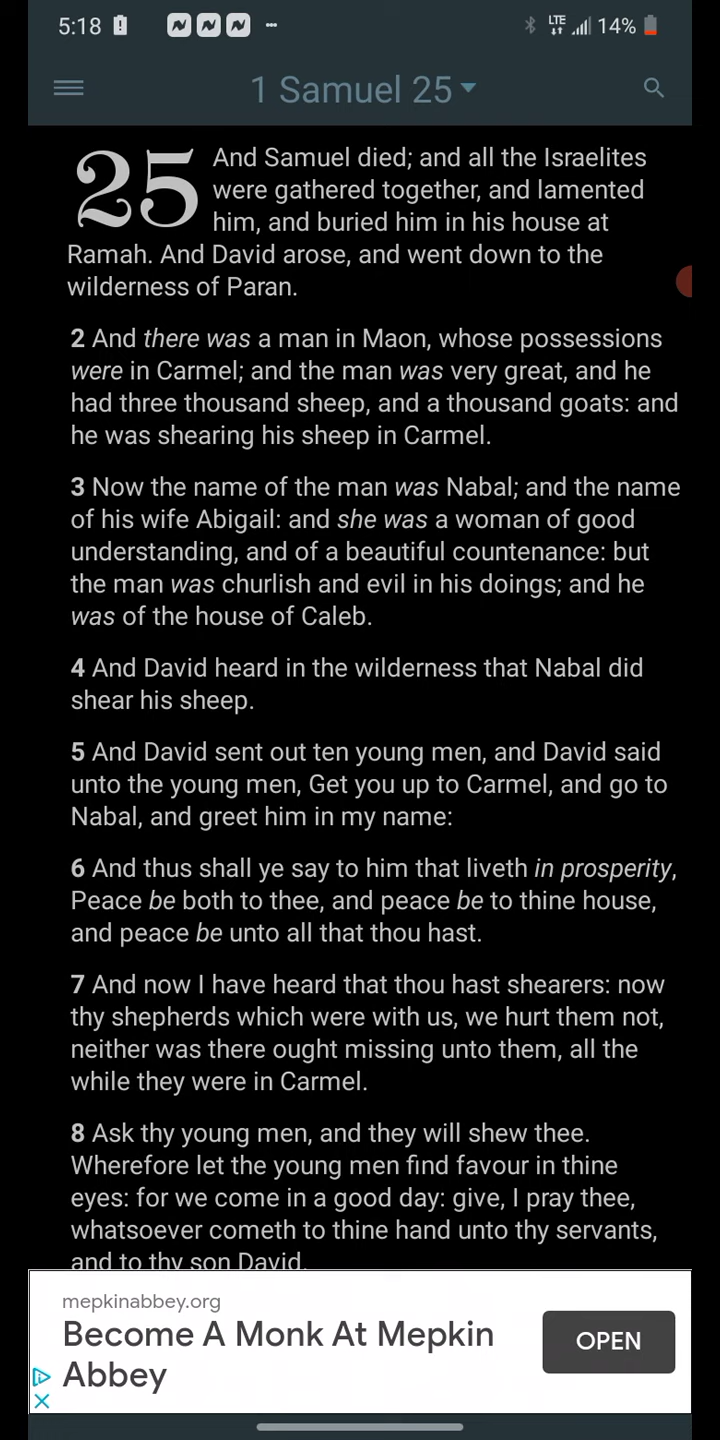 5:18
LTE 14%
1 Samuel 25
25 And Samuel died; and all the Israelites
were gathered together, and lamented
him, and buried him in his house at
Ramah. And David arose, and went down to the
wilderness of Paran.
2 And there was a man in Maon, whose possessions
were in Carmel; and the man was very great, and he
had three thousand sheep, and a thousand goats: and
he was shearing his sheep in Carmel.
3 Now the name of the man was Nabal; and the name
of his wife Abigail: and she was a woman of good
understanding, and of a beautiful countenance: but
the man was churlish and evil in his doings; and he
was of the house of Caleb.
4 And David heard in the wilderness that Nabal did
shear his sheep.
5 And David sent out ten young men, and David said
unto the young men, Get you up to Carmel, and go to
Nabal, and greet him in my name:
6 And thus shall ye say to him that liveth in prosperity,
Peace be both to thee, and peace be to thine house,
and peace be unto all that thou hast.
7 And now I have heard that thou hast shearers: now
thy shepherds which were with us, we hurt them not,
neither was there ought missing unto them, all the
while they were in Carmel.
8 Ask thy young men, and they will shew thee.
Wherefore let the young men find favour in thine
eyes: for we come in a good day: give, I pray thee,
whatsoever cometh to thine hand unto thy servants,
and to thy son David.
mepkinabbey.org
Become A Monk At Mepkin
Abbey
OPEN